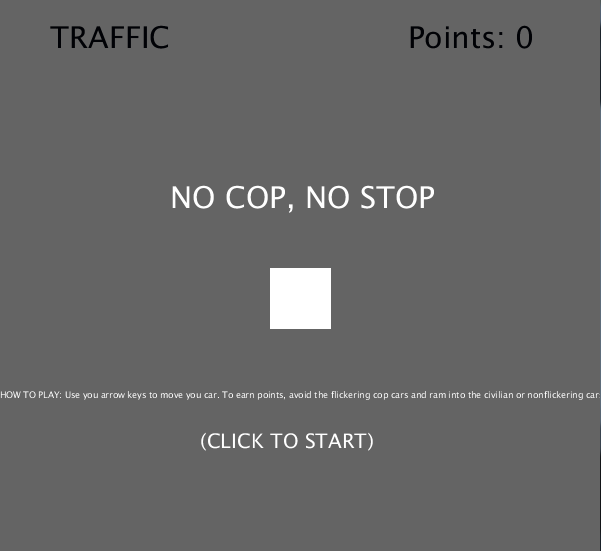 TRAFFIC Points: 0
NO COP, NO STOP
HOW TO PLAY: Use you arrow keys to move you car. To earn points, avoid the flickering cop cars and ram into the civilian or nonflickering car
(CLICK TO START)